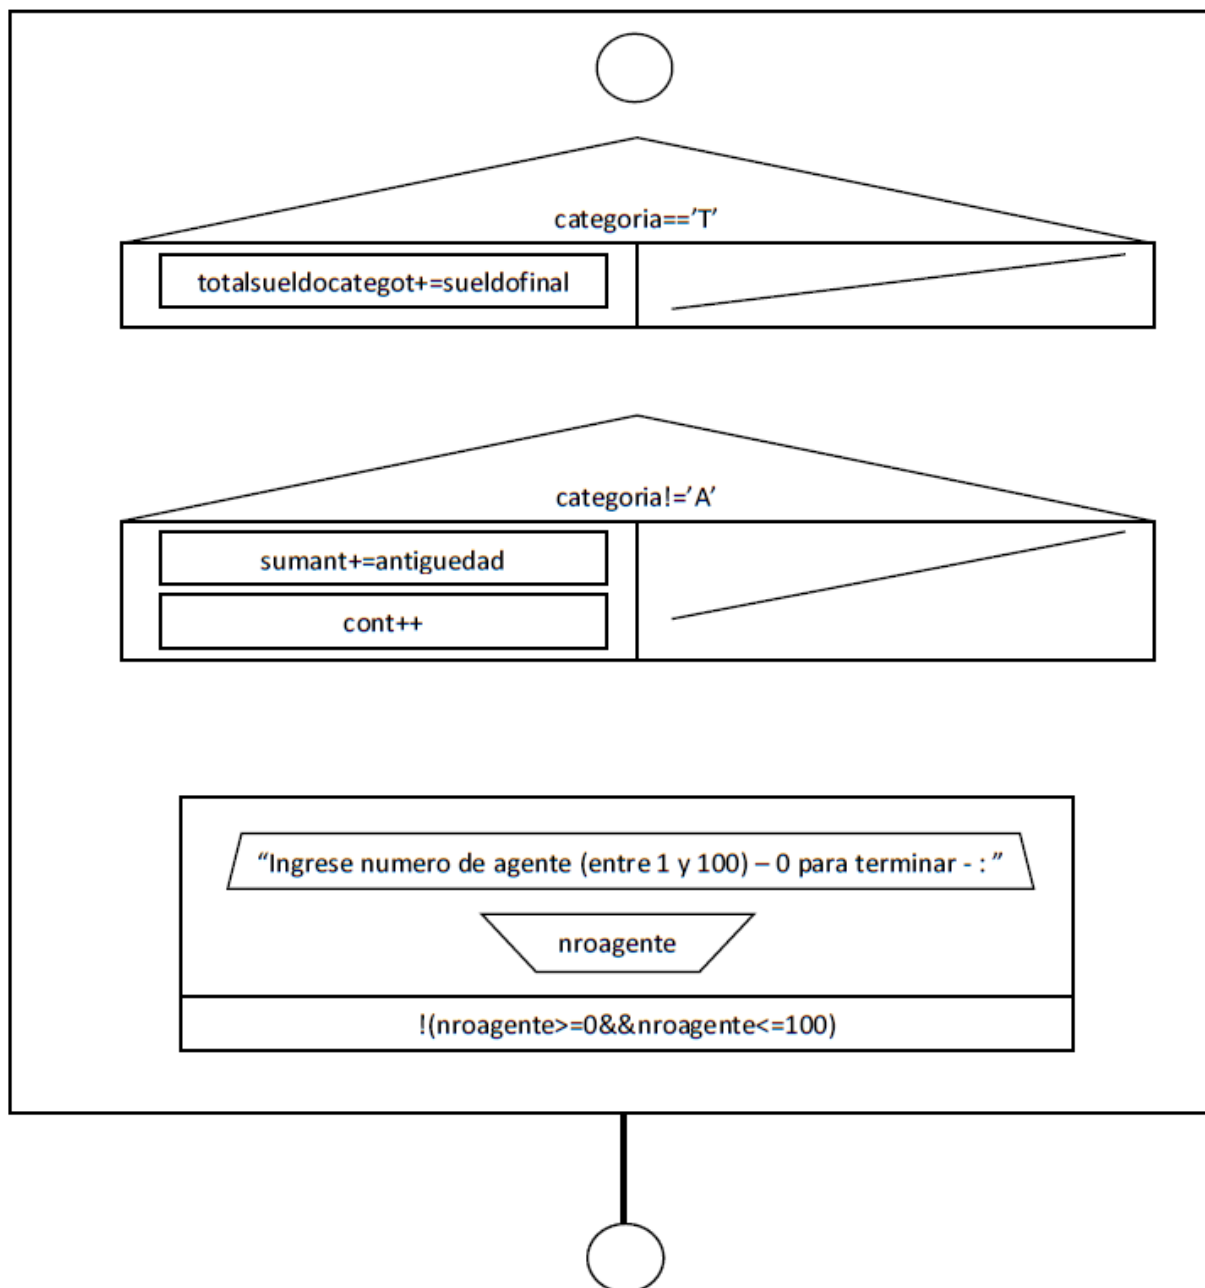 categoria==’T’
totalsueldocategot+=sueldofinal
categoria!=’A’
sumant+=antiguedad
cont++
“Ingrese numero de agente (entre 1 y 100) – 0 para terminar - : ”
nroagente
!(nroagente>=0&&nroagente<=100)